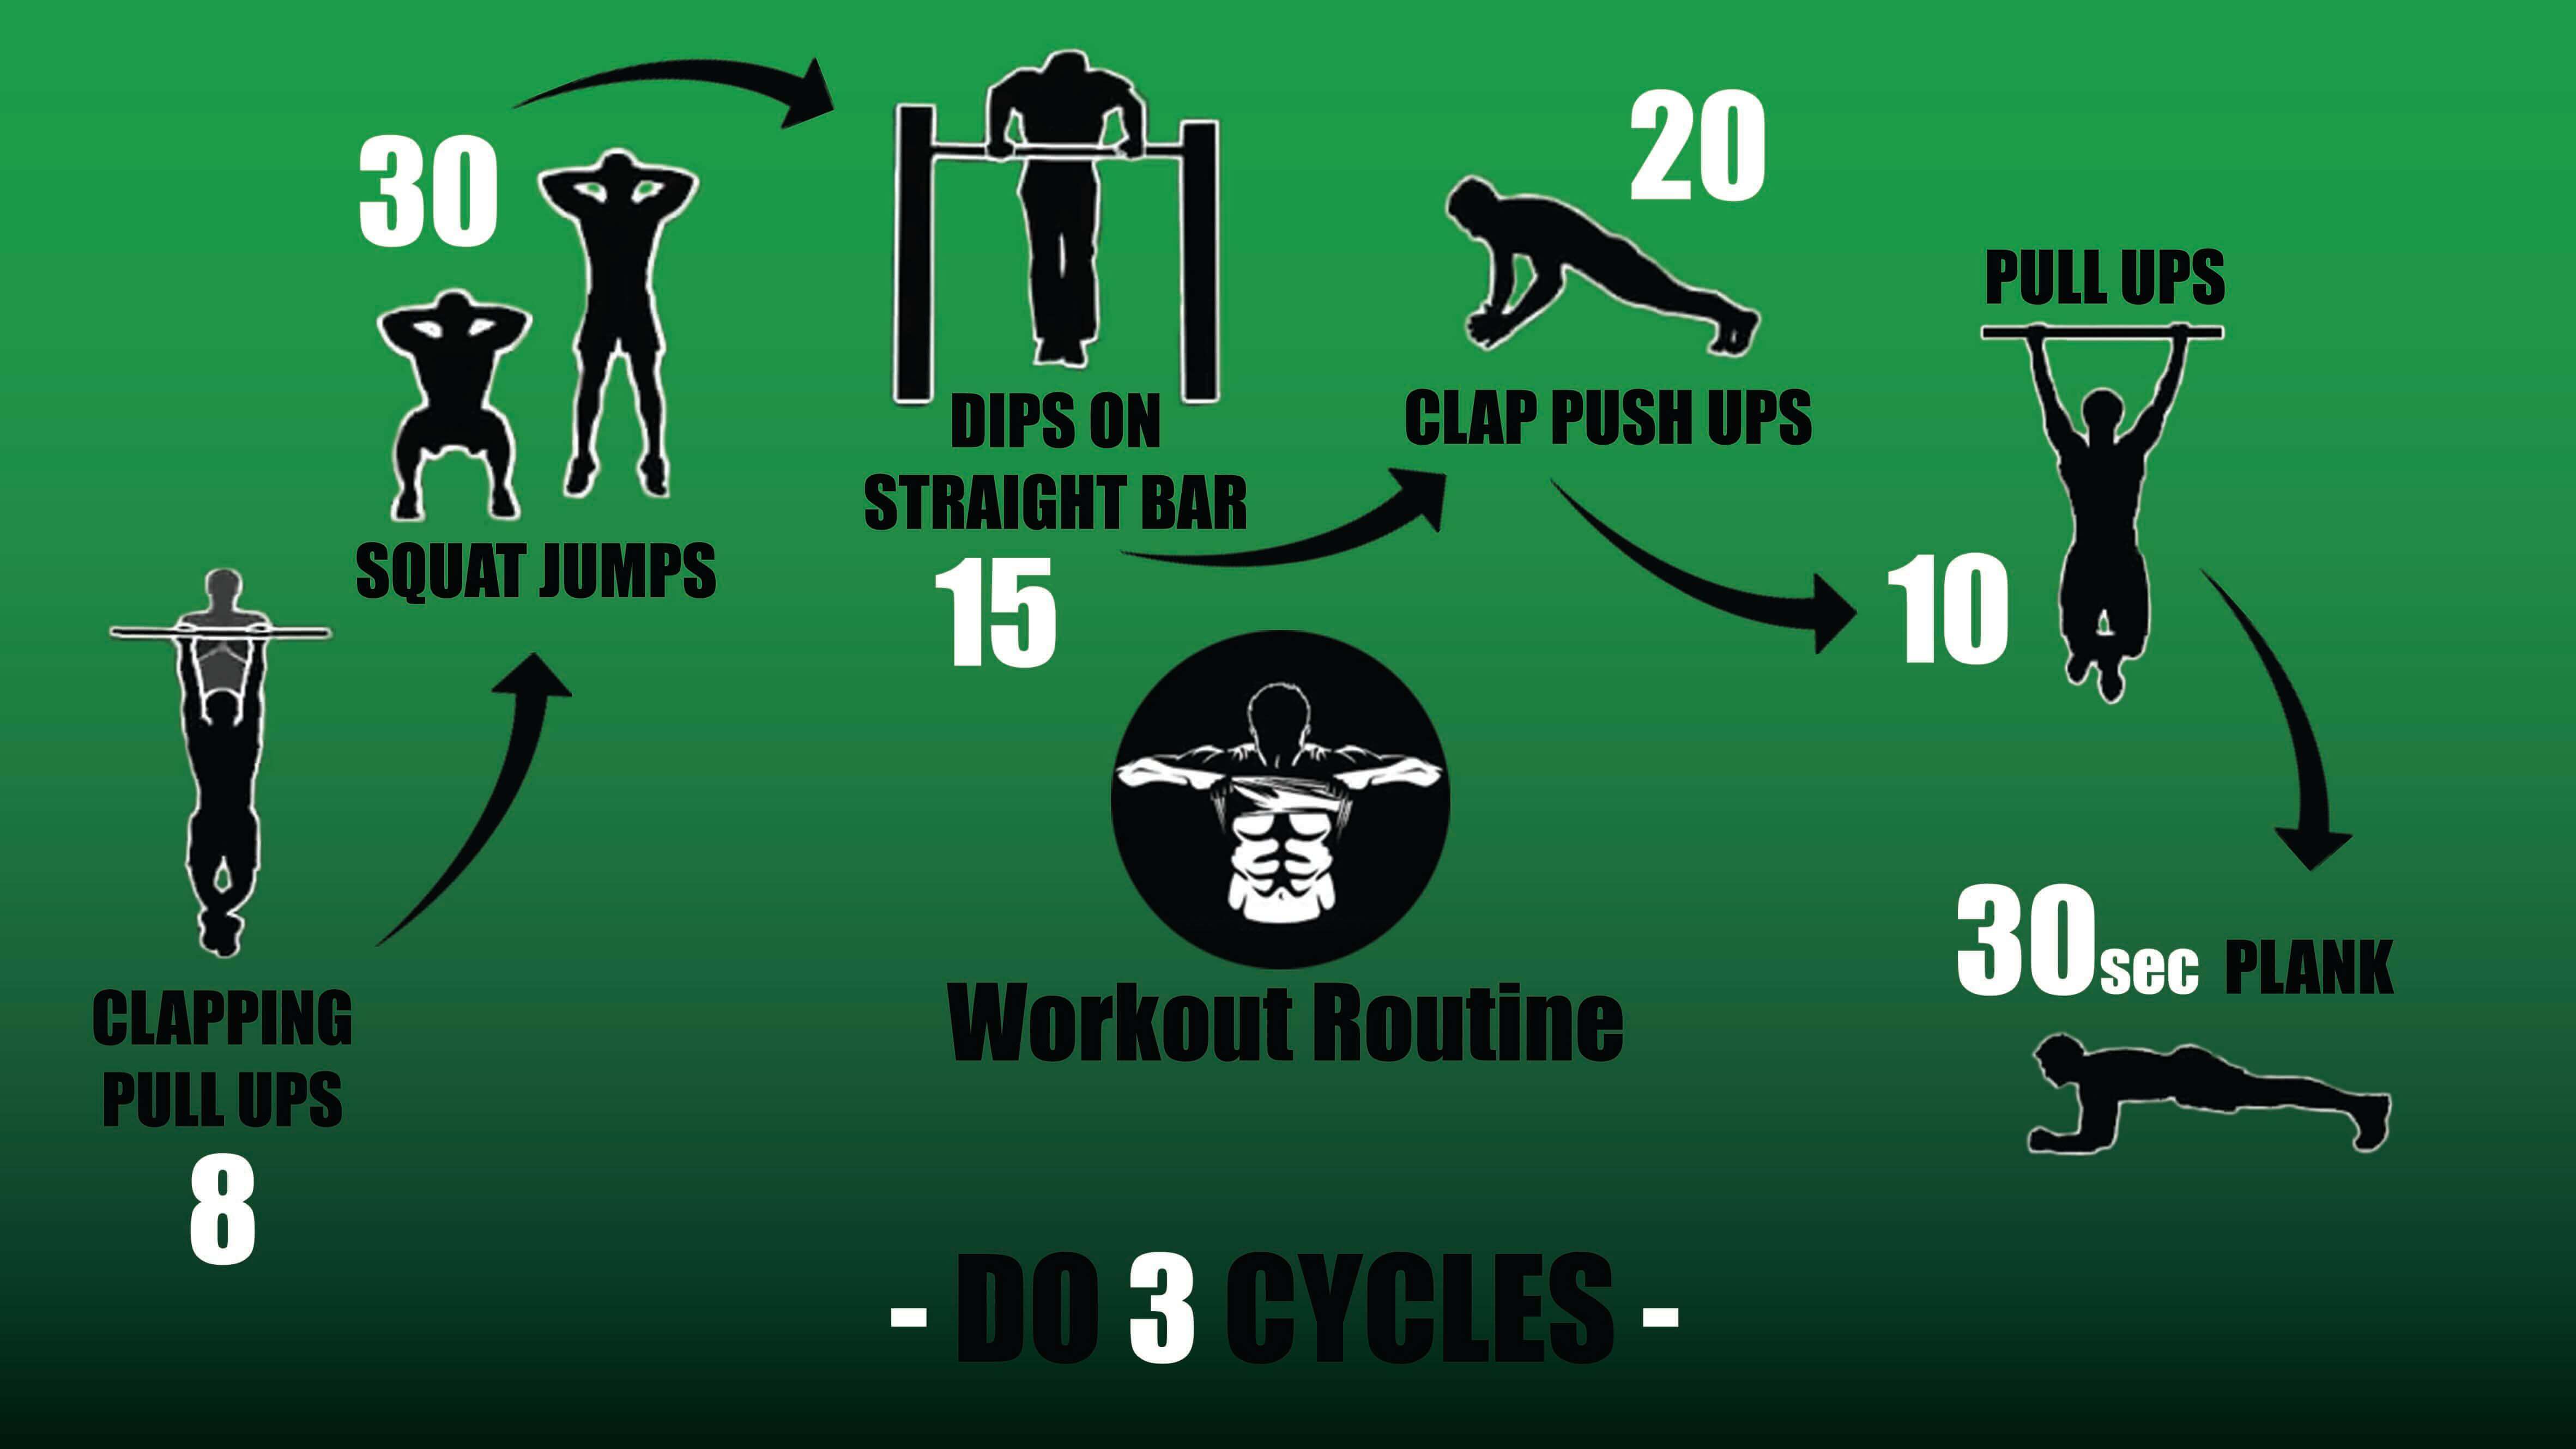 30
SQUAT JUMPS
DIPS ON
STRAIGHT BAR
15
20
CLAP PUSH UPS
PULL UPS
10
CLAPPING
PULL UPS
8
Workout Routine
30sec PLANK
- DO 3 CYCLES -